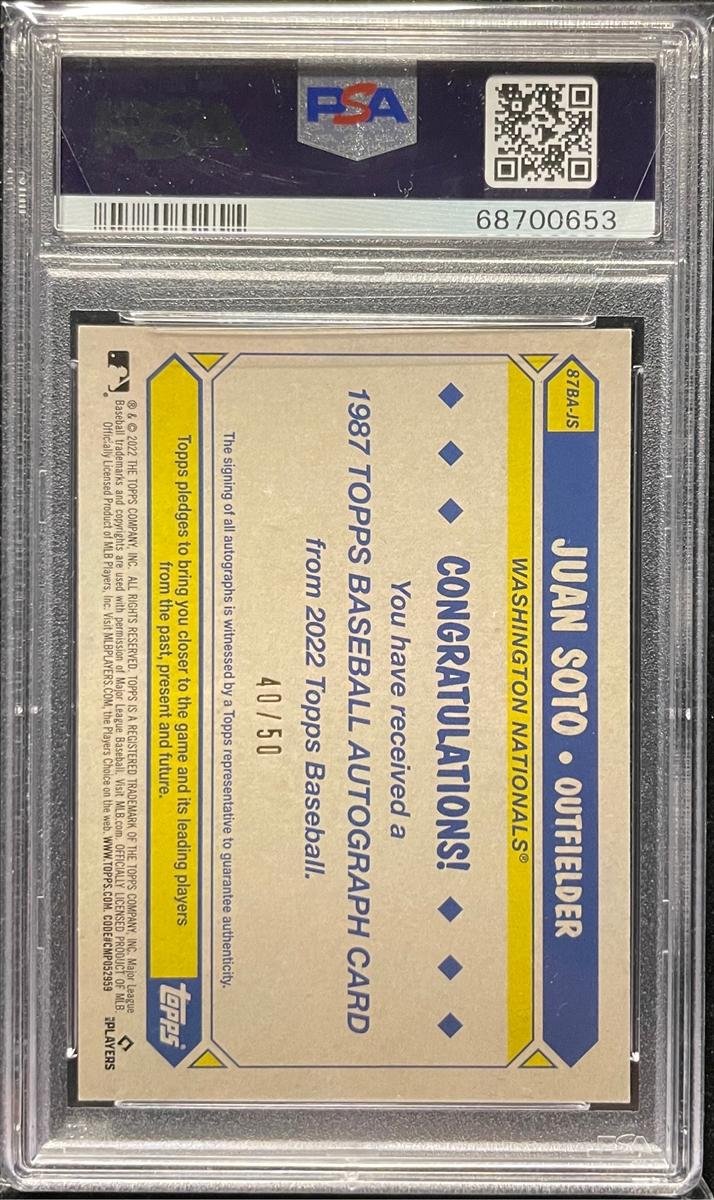 PSA
68700653
87BA-JS
JUAN SOTO • OUTFIELDER
WASHINGTON NATIONALS®
CONGRATULATIONS!
You have received a
1987 TOPPS BASEBALL AUTOGRAPH CARD
from 2022 Topps Baseball.
40/50
The signing of all autographs is witnessed by a Topps representative to guarantee authenticity.
Topps pledges to bring you closer to the game and its leading players
from the past, present and future.
topps®
® & © 2022 THE TOPPS COMPANY, INC. ALL RIGHTS RESERVED. TOPPS IS A REGISTERED TRADEMARK OF THE TOPPS COMPANY, INC. Major League
Baseball trademarks and copyrights are used with permission of Major League Baseball. Visit MLB.com. OFFICIALLY LICENSED PRODUCT OF MLB
Officially Licensed Product of MLB Players, Inc. Visit MLBPLAYERS.COM, the Players Choice on the web. WWW.TOPPS.COM. CODE#CMP052959
PLAYERS
PSA